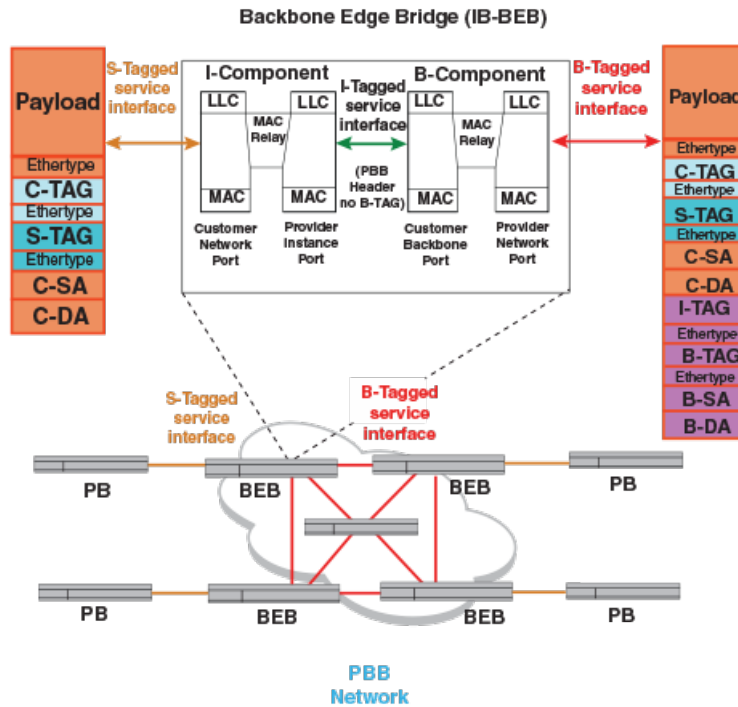 Backbone Edge Bridge (IB-BEB)
Payload
Ethertype
C-TAG
Ethertype
S-TAG
Ethertype
C-SA
C-DA
S-Tagged
service
interface
I-Component
LLC
LLC
MAC
Relay
MAC
MAC
Customer
Network
Port
Provider
Instance
Port
I-Tagged
service
interface
(PBB
Header
no B-TAG)
B-Component
LLC
LLC
MAC
Relay
MAC
MAC
Customer
Backbone
Port
Provider
Network
Port
B-Tagged
service
interface
Payload
Ethertype
C-TAG
Ethertype
S-TAG
Ethertype
C-SA
C-DA
I-TAG
Ethertype
B-TAG
Ethertype
B-SA
B-DA
S-Tagged
service
interface
B-Tagged
service
interface
PB
BEB
BEB
PB
PB
BEB
BEB
PB
PBB
Network